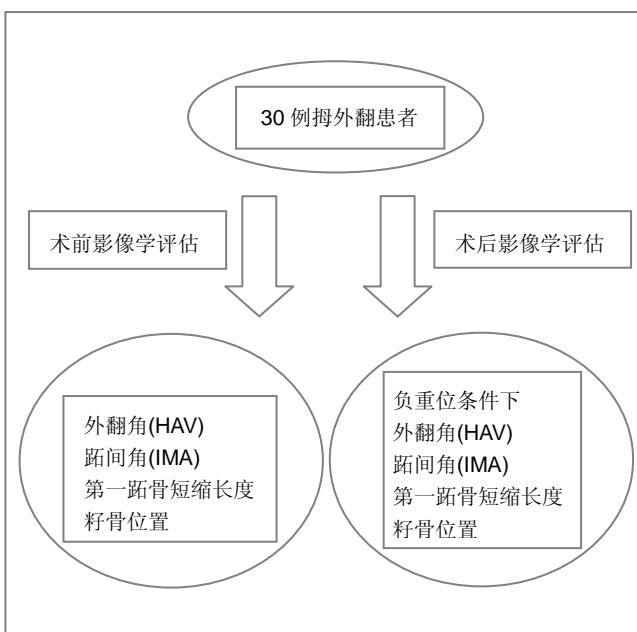 30 例拇外翻患者
术前影像学评估
术后影像学评估
外翻角(HAV)
跖间角(IMA)
第一跖骨短缩长度
籽骨位置
负重位条件下
外翻角(HAV)
跖间角(IMA)
第一跖骨短缩长度
籽骨位置